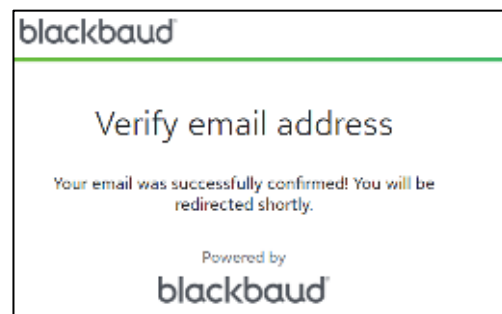 blackbaud
Verify email address
Your email was successfully confirmed! You will be
redirected shortly.
Powered by
blackbaud®